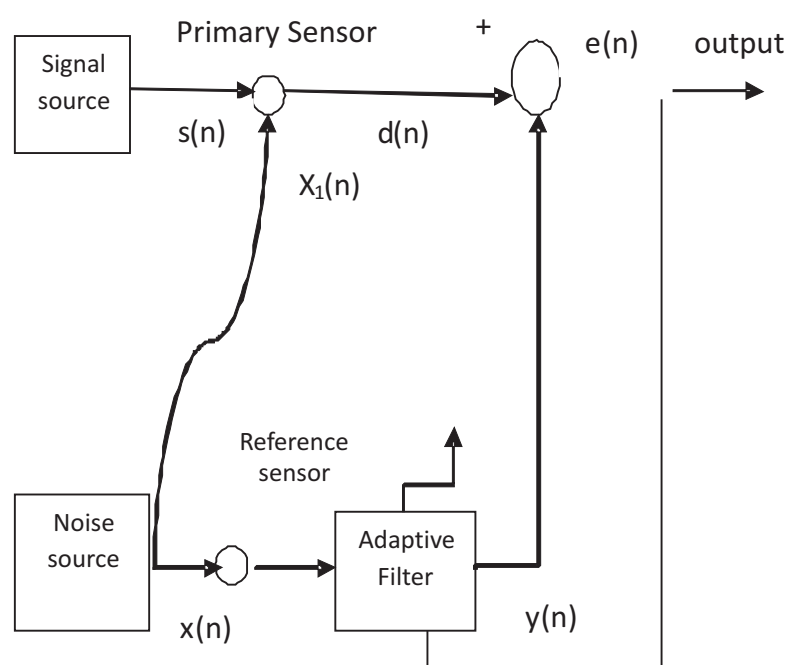 Primary Sensor
+
e(n)
output
Signal
source
s(n)
d(n)
X₁(n)
Reference
sensor
Noise
source
Adaptive
Filter
x(n)
y(n)